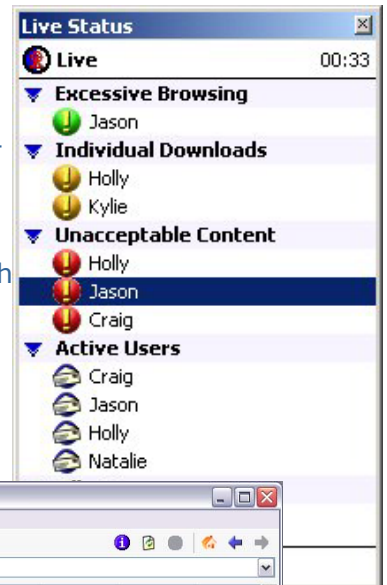 Live Status
Live 00:33
Excessive Browsing
Jason
Individual Downloads
Holly
Kylie
Unacceptable Content
h
Holly
Jason
Craig
Active Users
Craig
Jason
Holly
Natalie